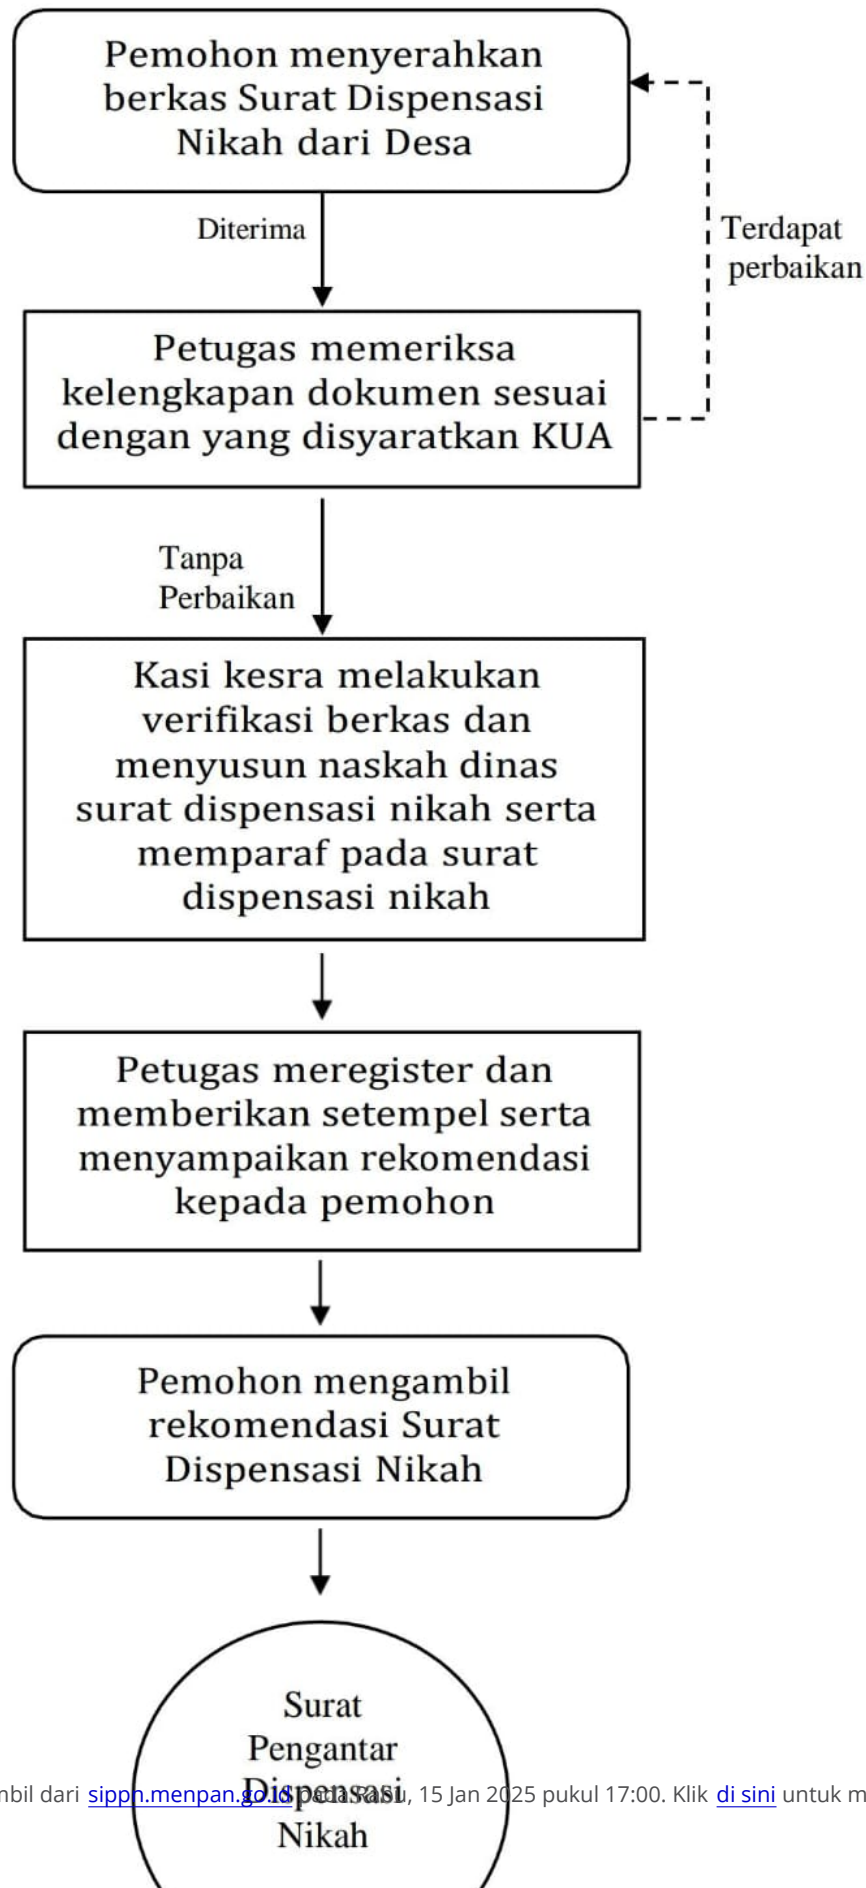 Pemohon menyerahkan
berkas Surat Dispensasi
Nikah dari Desa
Diterima
Terdapat
perbaikan
Petugas memeriksa
kelengkapan dokumen sesuai
dengan yang disyaratkan KUA
Tanpa
Perbaikan
Kasi kesra melakukan
verifikasi berkas dan
menyusun naskah dinas
surat dispensasi nikah serta
memparaf pada surat
dispensasi nikah
Petugas meregister dan
memberikan setempel serta
menyampaikan rekomendasi
kepada pemohon
Pemohon mengambil
rekomendasi Surat
Dispensasi Nikah
Surat
Pengantar
Dispensasi
dari sippn.menpan.go.id pada Rabu, 15 Jan 2025 pukul 17:00. Klik di sini untuk
Nikah